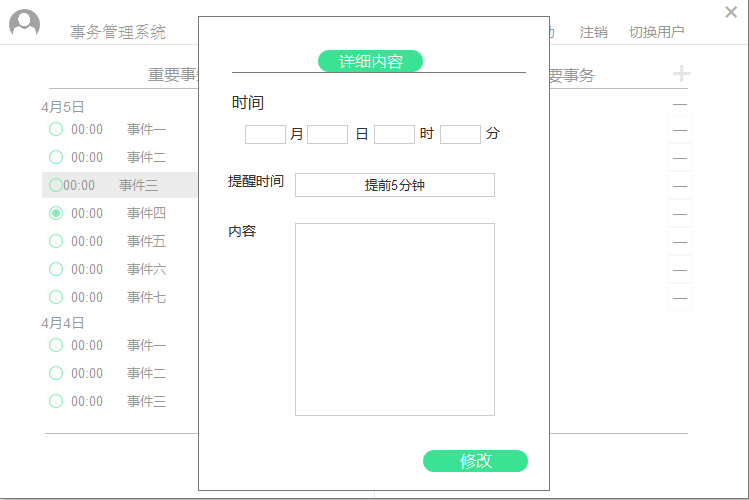 事务管理系统
注销
切换用户
重要事
要事务
4月5日
00:00 事件一
00:00 事件二
00:00 事件三
00:00 事件四
00:00 事件五
00:00 事件六
00:00 事件七
4月4日
00:00 事件一
00:00 事件二
00:00 事件三
详细内容
时间
月 日 时 分
提醒时间 提前5分钟
内容
修改